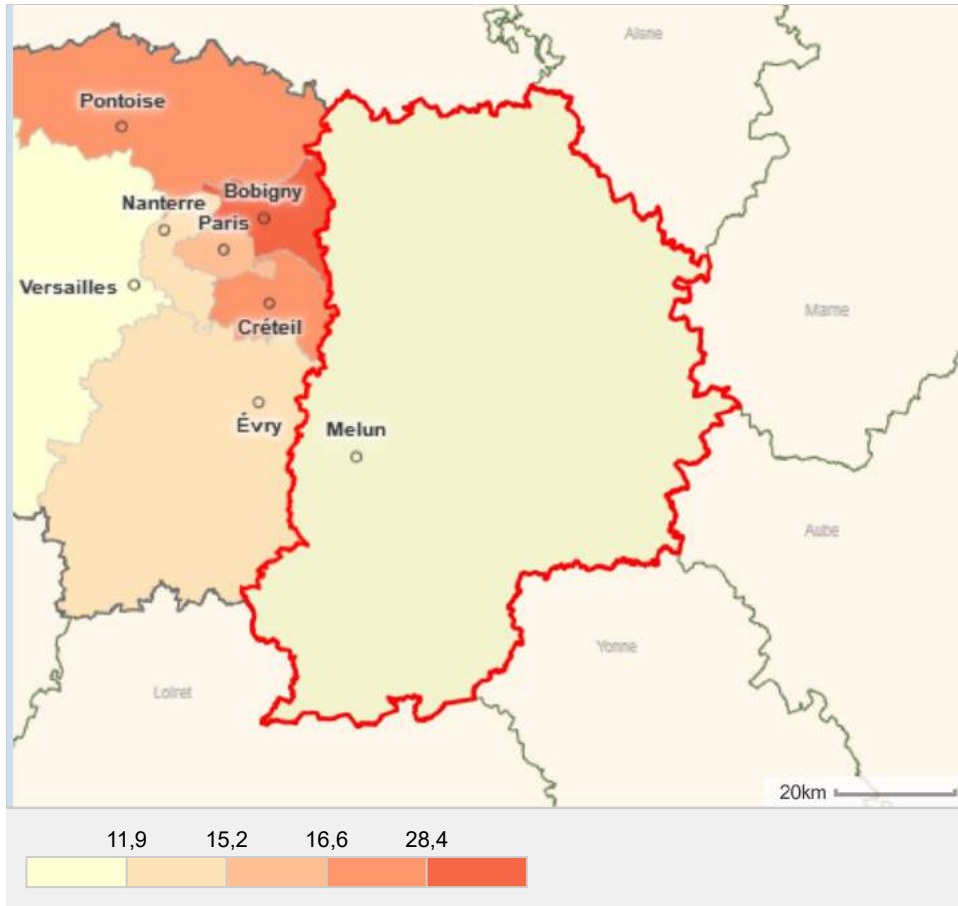 Aisne
Pontoise
Bobigny
Nanterre
Paris
Versailles
Marne
Créteil
Évry
Melun
Aube
Yonne
Loiret
20km
11,9 15,2 16,6 28,4